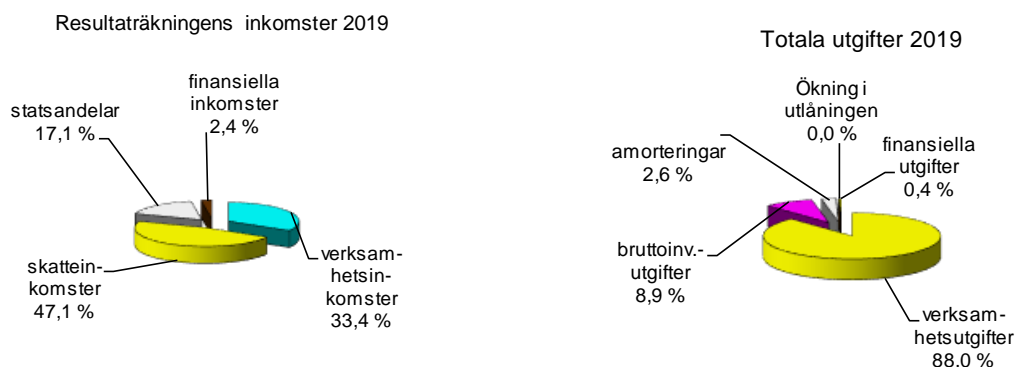 Resultaträkningens inkomster 2019
statsandelar
17,1 %
finansiella
inkomster
2,4 %
skattein-
komster
47,1 %
verksam-
hetsin-
komster
33,4 %
Totala utgifter 2019
Ökning i
utlåningen
0,0 %
amorteringar
2,6 %
finansiella
utgifter
0,4 %
bruttoinv.-
utgifter
8,9 %
verksam-
hetsutgifter
88,0 %